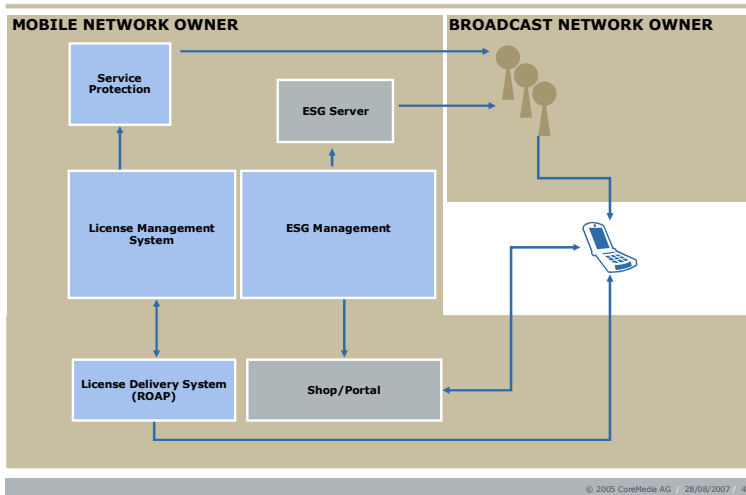 MOBILE NETWORK OWNER
BROADCAST NETWORK OWNER
Service
Protection
ESG Server
License Management
System
ESG Management
License Delivery System
(ROAP)
Shop/Portal
© 2005 CoreMedia AG / 28/08/2007 / 4